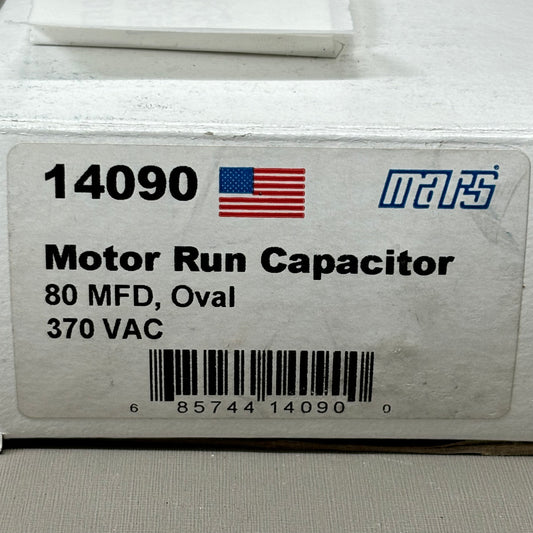 14090 mars®
Motor Run Capacitor
80 MFD, Oval
370 VAC
6 85744 14090 0